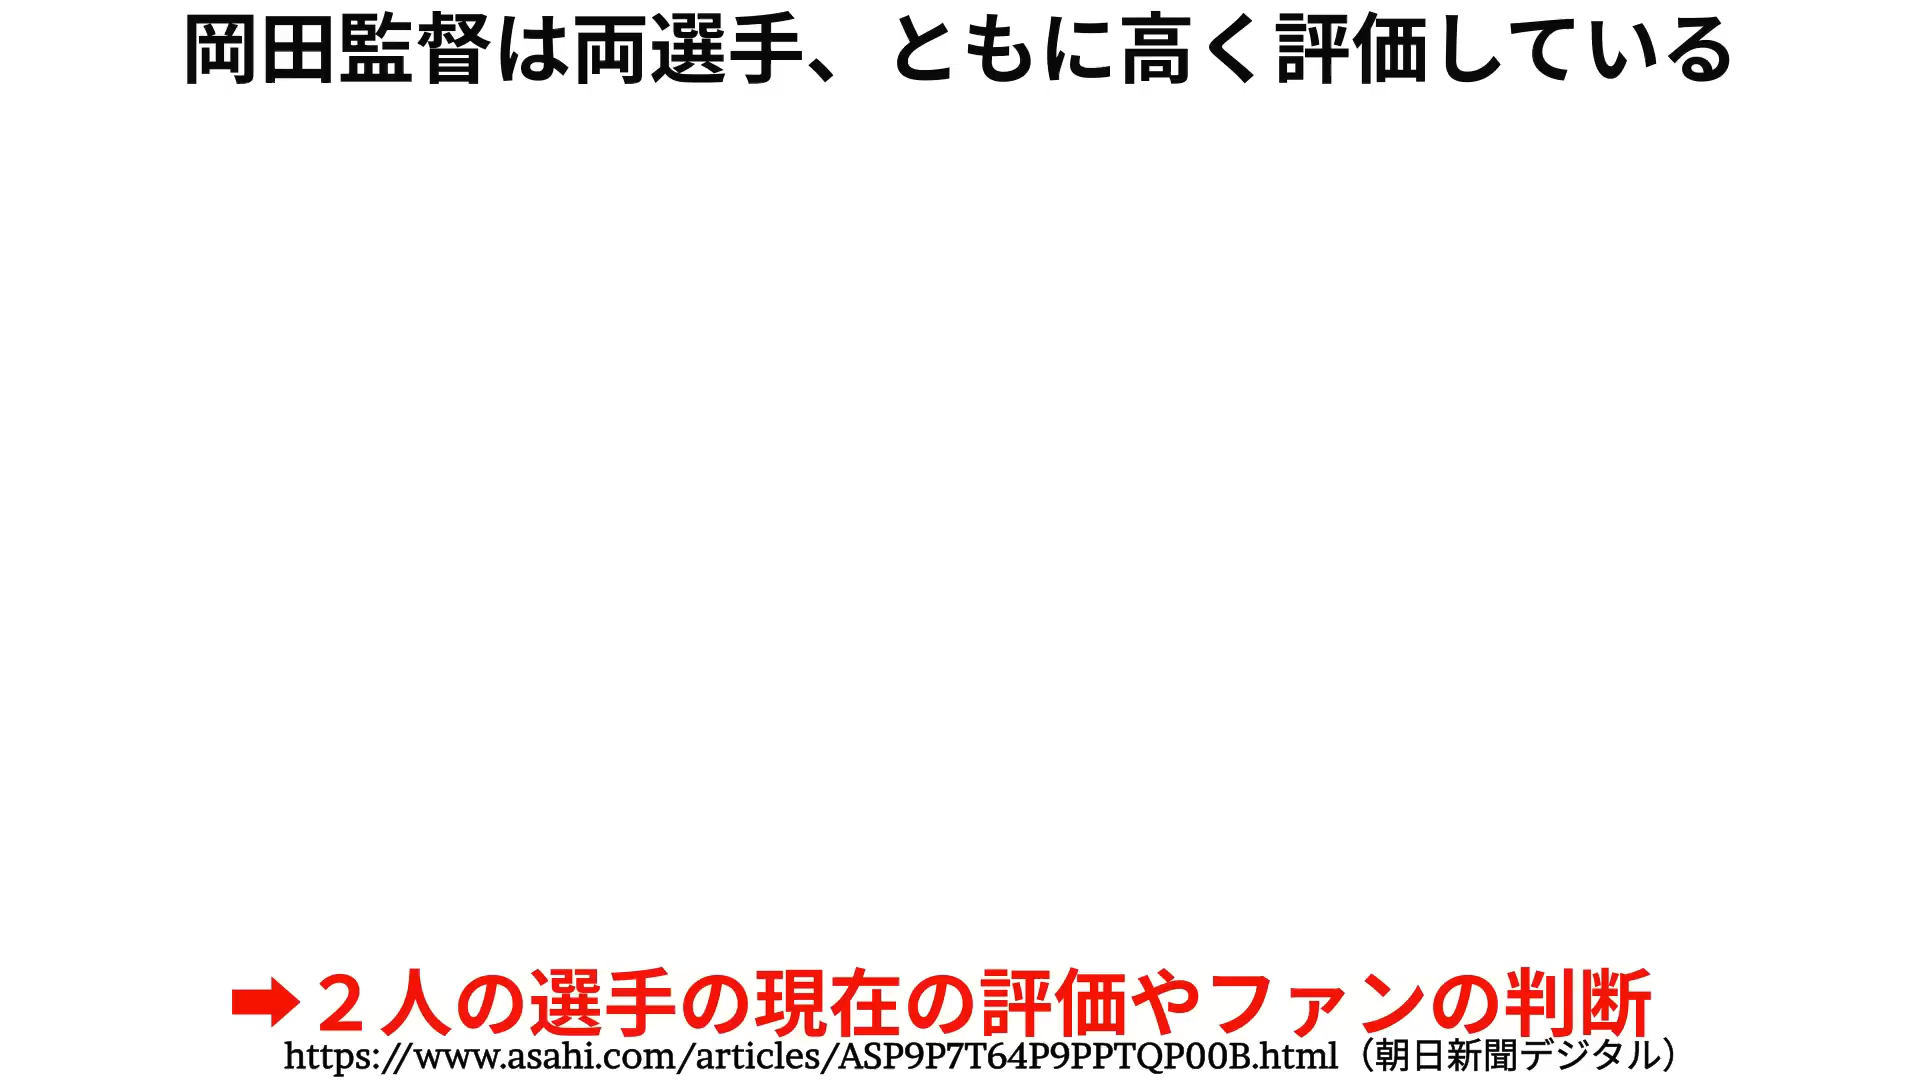 岡田監督は両選手、ともに高く評価している
➡２人の選手の現在の評価やファンの判断
https://www.asahi.com/articles/ASP9P7T64P9PPTQP00B.html（朝日新聞デジタル）